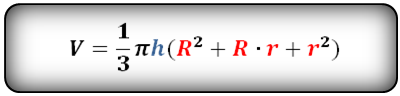 V = 1/3 πh(R² + R · r + r²)